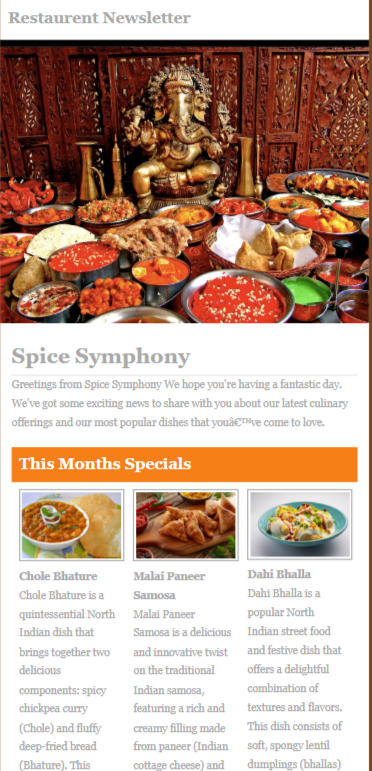 Restaurent Newsletter
Spice Symphony
Greetings from Spice Symphony We hope you're having a fantastic day.
We've got some exciting news to share with you about our latest culinary
offerings and our most popular dishes that youâ€™ve come to love.
This Months Specials
Chole Bhature
Chole Bhature is a
quintessential North
Indian dish that
brings together two
delicious
components: spicy
chickpea curry
(Chole) and fluffy
deep-fried bread
(Bhature). This
Malai Paneer
Samosa
Malai Paneer
Samosa is a delicious
and innovative twist
on the traditional
Indian samosa,
featuring a rich and
creamy filling made
from paneer (Indian
cottage cheese) and
Dahi Bhalla
Dahi Bhalla is a
popular North
Indian street food
and festive dish that
offers a delightful
combination of
textures and flavors.
This dish consists of
soft, spongy lentil
dumplings (bhallas)